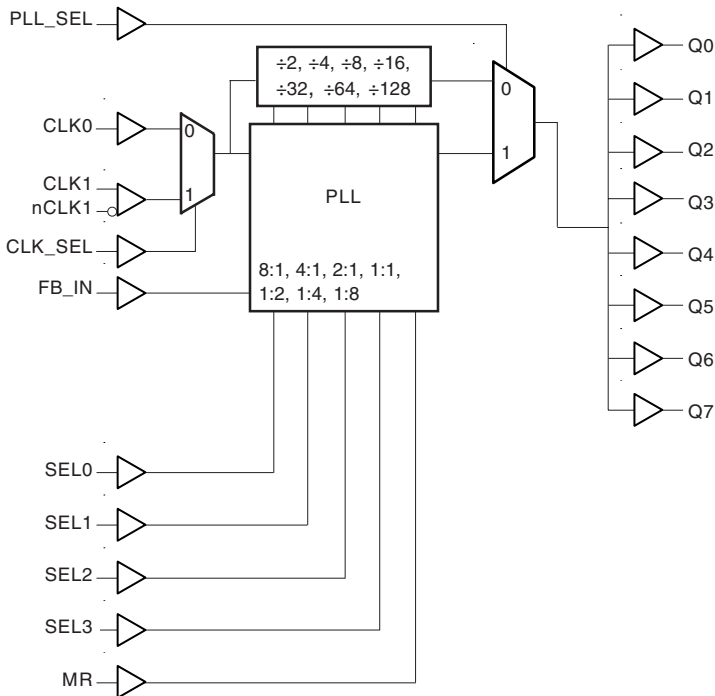 PLL_SEL
÷2, ÷4, ÷8, ÷16,
÷32, ÷64, ÷128
0
1
CLK0
0
CLK1
nCLK1
1
CLK_SEL
FB_IN
PLL
8:1, 4:1, 2:1, 1:1,
1:2, 1:4, 1:8
SEL0
SEL1
SEL2
SEL3
MR
Q0
Q1
Q2
Q3
Q4
Q5
Q6
Q7